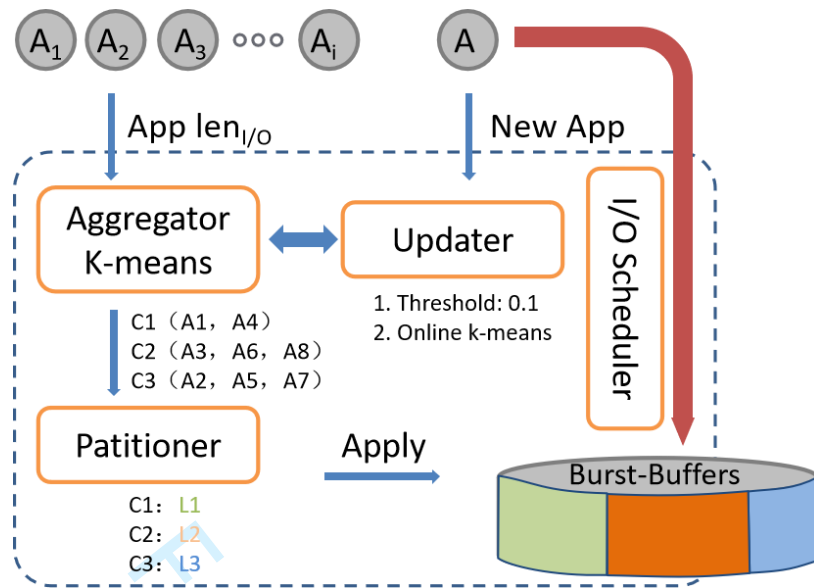 A1 A2 A3 ooo Ai A
App lenI/O
New App
Aggregator
K-means
Updater
I/O Scheduler
1. Threshold: 0.1
2. Online k-means
C1（A1，A4）
C2（A3，A6，A8）
C3（A2，A5，A7）
Patitioner
Apply
Burst-Buffers
C1：L1
C2：L2
C3：L3